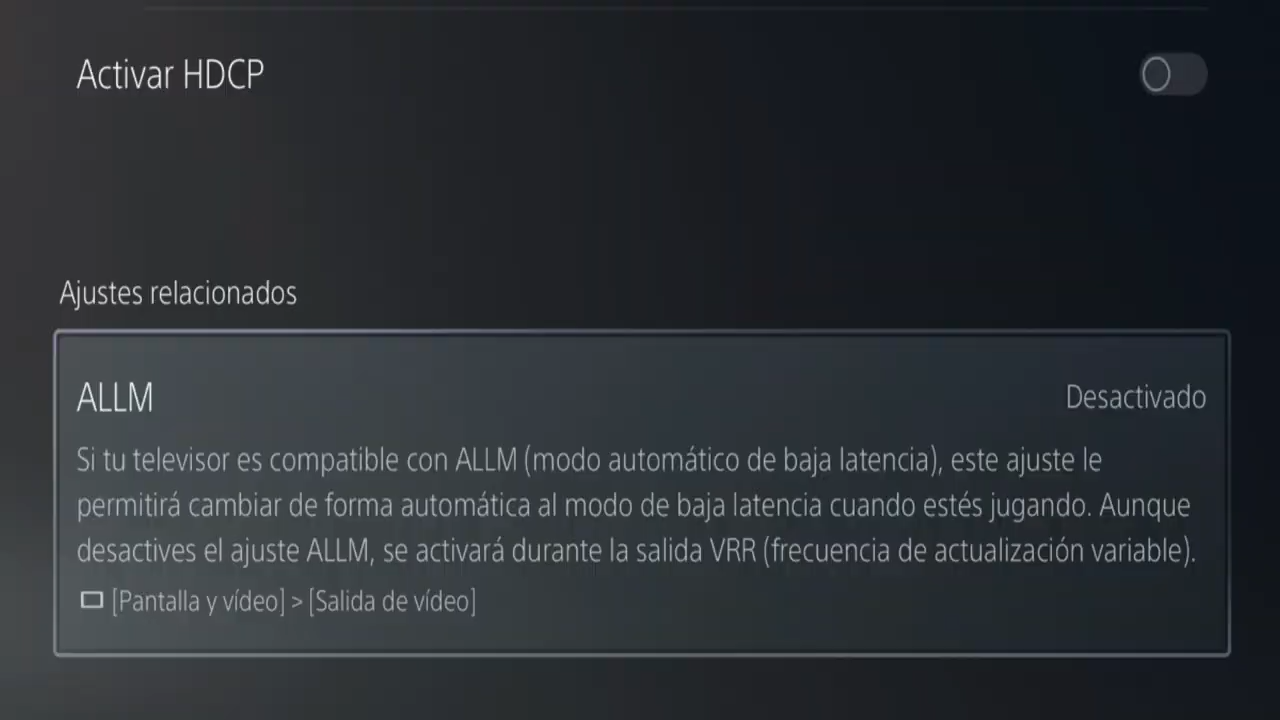 Activar HDCP
Ajustes relacionados
ALLM
Desactivado
Si tu televisor es compatible con ALLM (modo automático de baja latencia), este ajuste le
permitirá cambiar de forma automática al modo de baja latencia cuando estés jugando. Aunque
desactives el ajuste ALLM, se activará durante la salida VRR (frecuencia de actualización variable).
[Pantalla y vídeo] > [Salida de vídeo]